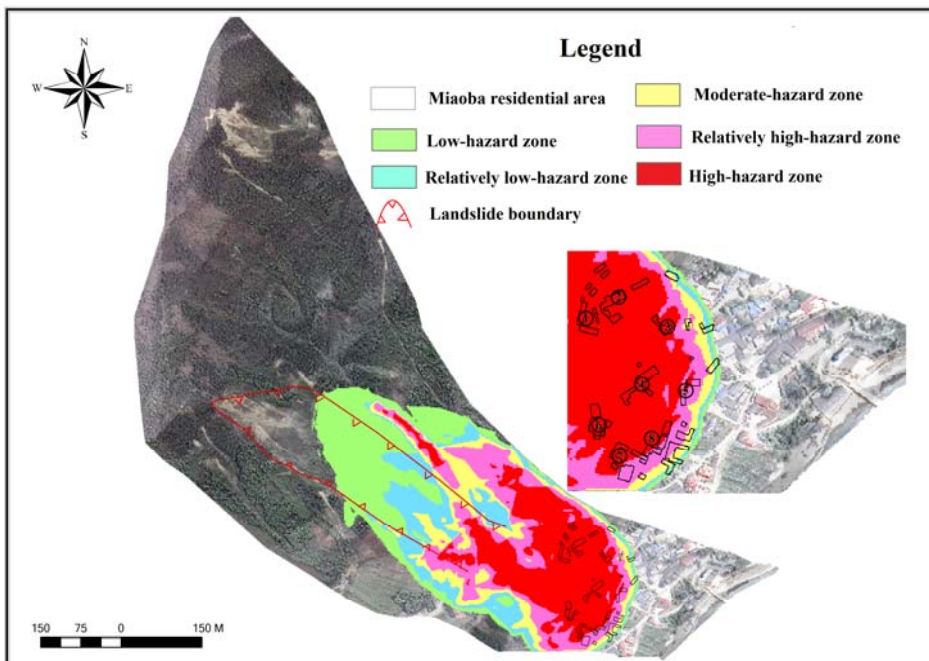 N
W
E
S
Legend
Miaoba residential area
Moderate-hazard zone
Low-hazard zone
Relatively high-hazard zone
Relatively low-hazard zone
High-hazard zone
Landslide boundary
150 75 0 150 M